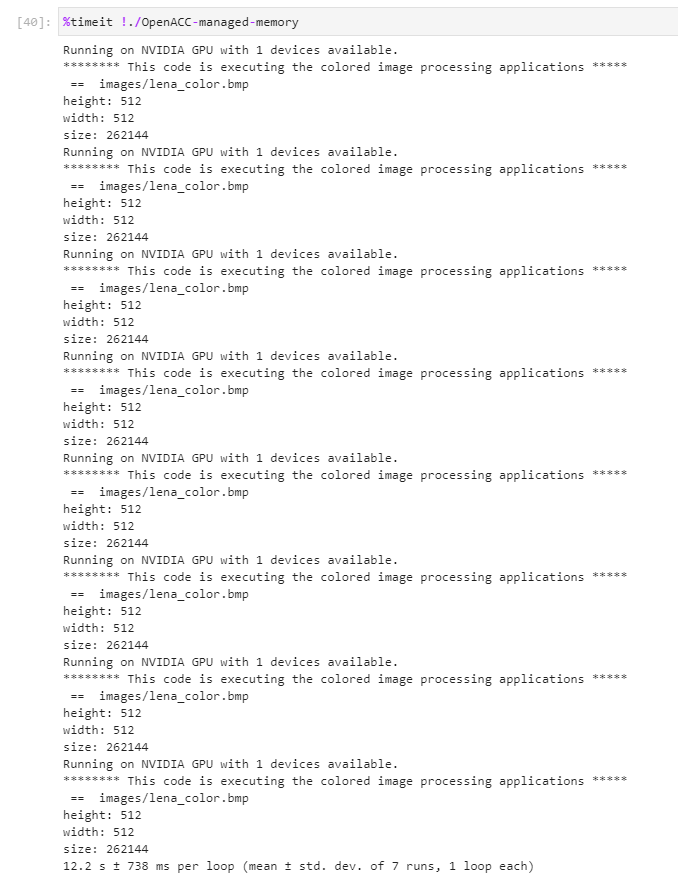 [40]: %timeit !./OpenACC-managed-memory
Running on NVIDIA GPU with 1 devices available.
******** This code is executing the colored image processing applications *****
 ==  images/lena_color.bmp
height: 512
width: 512
size: 262144
Running on NVIDIA GPU with 1 devices available.
******** This code is executing the colored image processing applications *****
 ==  images/lena_color.bmp
height: 512
width: 512
size: 262144
Running on NVIDIA GPU with 1 devices available.
******** This code is executing the colored image processing applications *****
 ==  images/lena_color.bmp
height: 512
width: 512
size: 262144
Running on NVIDIA GPU with 1 devices available.
******** This code is executing the colored image processing applications *****
 ==  images/lena_color.bmp
height: 512
width: 512
size: 262144
Running on NVIDIA GPU with 1 devices available.
******** This code is executing the colored image processing applications *****
 ==  images/lena_color.bmp
height: 512
width: 512
size: 262144
Running on NVIDIA GPU with 1 devices available.
******** This code is executing the colored image processing applications *****
 ==  images/lena_color.bmp
height: 512
width: 512
size: 262144
Running on NVIDIA GPU with 1 devices available.
******** This code is executing the colored image processing applications *****
 ==  images/lena_color.bmp
height: 512
width: 512
size: 262144
Running on NVIDIA GPU with 1 devices available.
******** This code is executing the colored image processing applications *****
 ==  images/lena_color.bmp
height: 512
width: 512
size: 262144
12.2 s ± 738 ms per loop (mean ± std. dev. of 7 runs, 1 loop each)